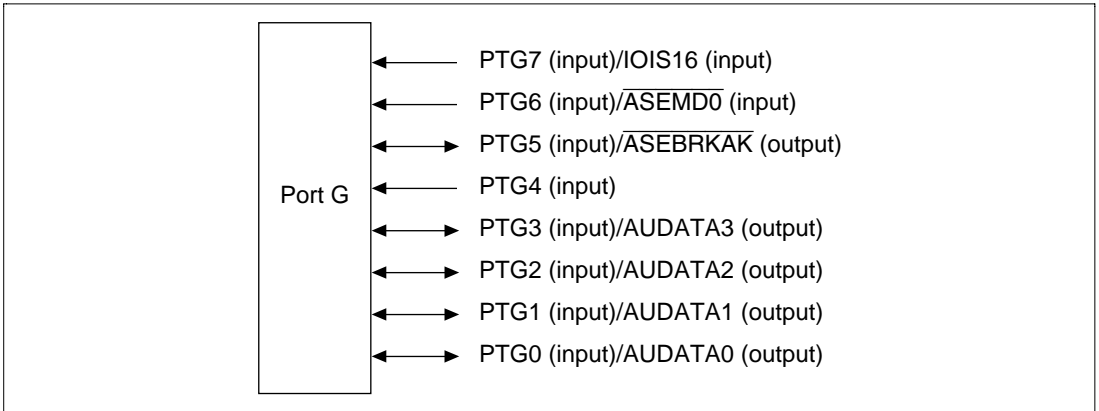 Port G
PTG7 (input)/IOIS16 (input)
PTG6 (input)/ASEMD0 (input)
PTG5 (input)/ASEBRKAK (output)
PTG4 (input)
PTG3 (input)/AUDATA3 (output)
PTG2 (input)/AUDATA2 (output)
PTG1 (input)/AUDATA1 (output)
PTG0 (input)/AUDATA0 (output)